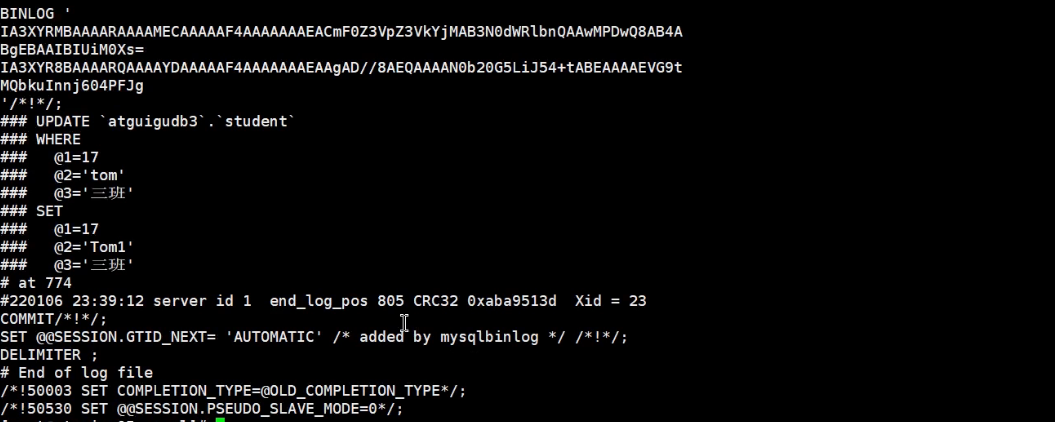 BINLOG '
IA3XYRMBAAAARAAAAMECAAAAAF4AAAAAAAEACmF0Z3VpZ3VkYjMAB3N0dWRlbnQAAwMPDwQ8AB4A
BgEBAAIBIUiM0Xs=
IA3XYR8BAAAARQAAAAYDAAAAAF4AAAAAAAEAAgAD//8AEQAAAAN0b20G5LiJ54+tABEAAAAEVG9t
MQbkuInnj604PFJg
'/*!*/;
### UPDATE `atguigudb3`.`student`
### WHERE
###   @1=17
###   @2='tom'
###   @3='三班'
### SET
###   @1=17
###   @2='Tom1'
###   @3='三班'
# at 774
#220106 23:39:12 server id 1  end_log_pos 805 CRC32 0xaba9513d  Xid = 23
COMMIT/*!*/;
SET @@SESSION.GTID_NEXT= 'AUTOMATIC' /* added by mysqlbinlog */ /*!*/;
DELIMITER ;
# End of log file
/*!50003 SET COMPLETION_TYPE=@OLD_COMPLETION_TYPE*/;
/*!50530 SET @@SESSION.PSEUDO_SLAVE_MODE=0*/;